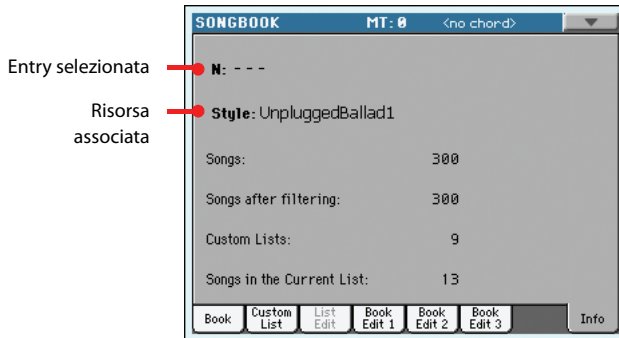 SONGBOOK MT:0 <no chord>
Entry selezionata
N: - - -
Risorsa
associata
Style: UnpluggedBallad1
Songs: 300
Songs after filtering: 300
Custom Lists: 9
Songs in the Current List: 13
Book
Custom
List
List
Edit
Book
Edit 1
Book
Edit 2
Book
Edit 3
Info